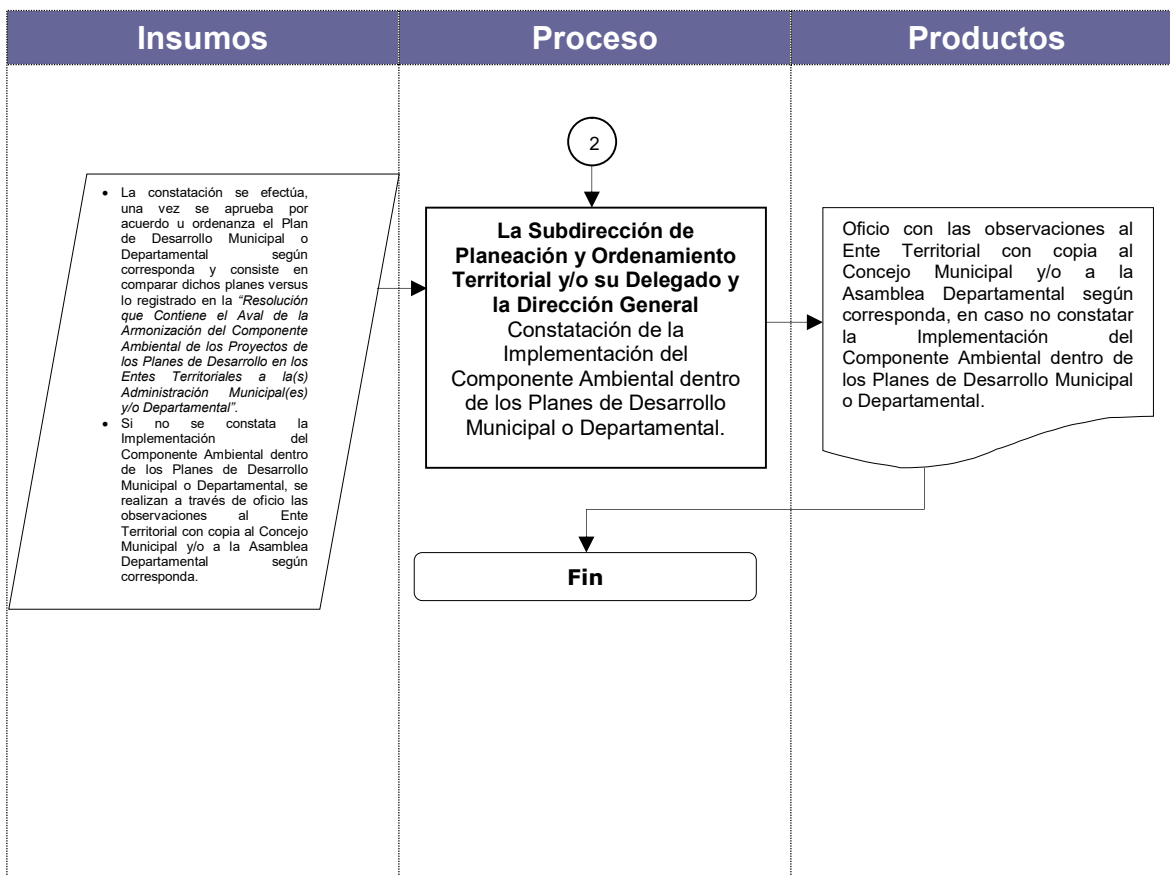 Insumos
Proceso
Productos
2
• La constatación se efectúa,
una vez se aprueba por
acuerdo u ordenanza el Plan
de Desarrollo Municipal o
Departamental según
corresponda y consiste en
comparar dichos planes versus
lo registrado en la “Resolución
que Contiene el Aval de la
Armonización del Componente
Ambiental de los Proyectos de
los Planes de Desarrollo en los
Entes Territoriales a la(s)
Administración Municipal(es)
y/o Departamental”.
• Si no se constata la
Implementación del
Componente Ambiental dentro
de los Planes de Desarrollo
Municipal o Departamental, se
realizan a través de oficio las
observaciones al Ente
Territorial con copia al Concejo
Municipal y/o a la Asamblea
Departamental según
corresponda.
La Subdirección de
Planeación y Ordenamiento
Territorial y/o su Delegado y
la Dirección General
Constatación de la
Implementación del
Componente Ambiental dentro
de los Planes de Desarrollo
Municipal o Departamental.
Oficio con las observaciones al
Ente Territorial con copia al
Concejo Municipal y/o a la
Asamblea Departamental según
corresponda, en caso no constatar
la Implementación del
Componente Ambiental dentro de
los Planes de Desarrollo Municipal
o Departamental.
Fin